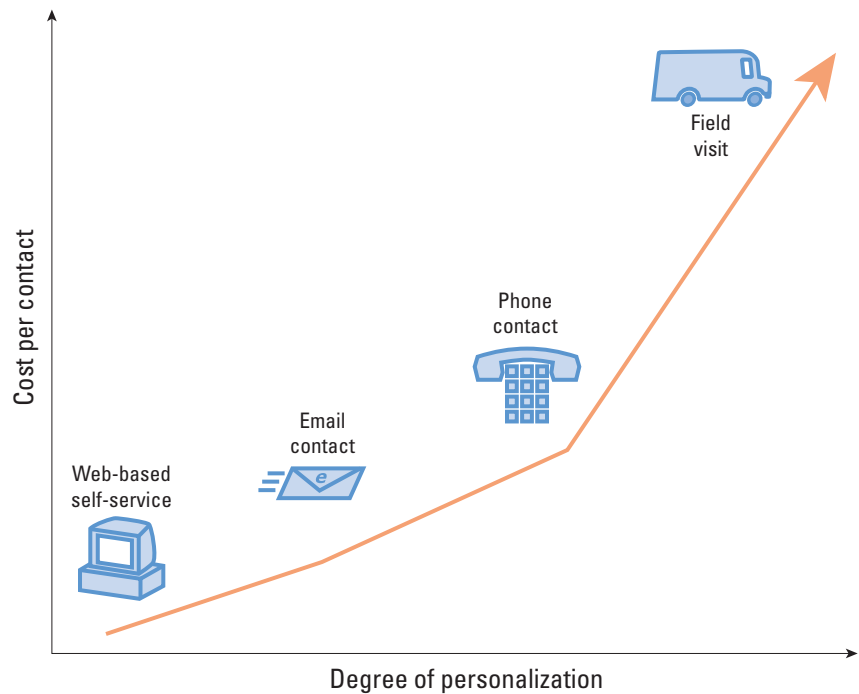 Cost per contact
Field
visit
Phone
contact
Email
contact
e
Web-based
self-service
Degree of personalization